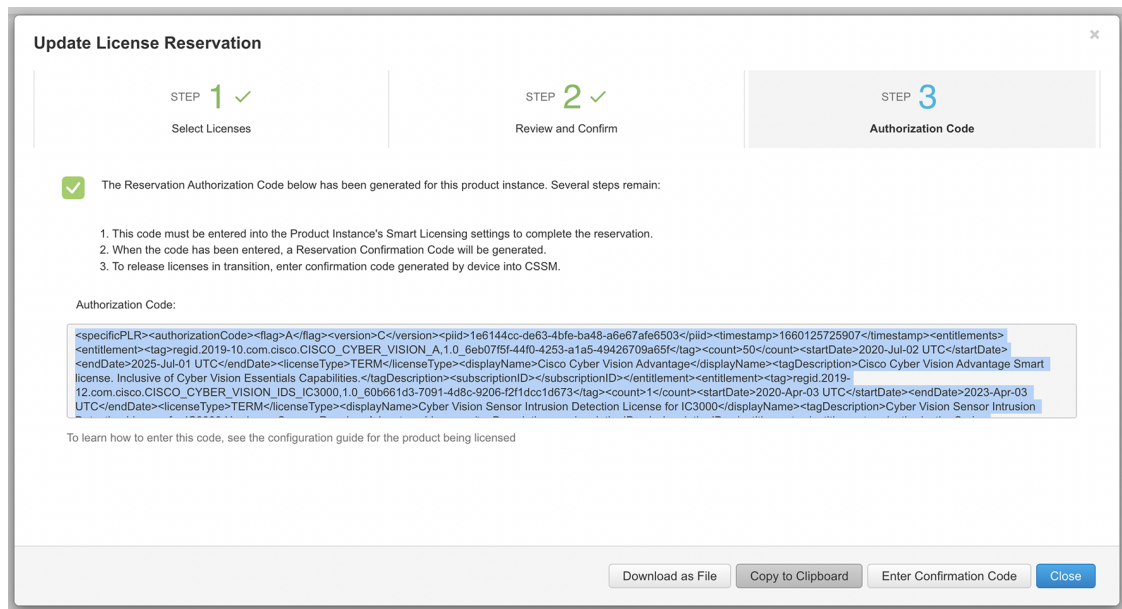 Update License Reservation
×
STEP 1 ✓
Select Licenses
STEP 2 ✓
Review and Confirm
STEP 3
Authorization Code
The Reservation Authorization Code below has been generated for this product instance. Several steps remain:
1. This code must be entered into the Product Instance's Smart Licensing settings to complete the reservation.
2. When the code has been entered, a Reservation Confirmation Code will be generated.
3. To release licenses in transition, enter confirmation code generated by device into CSSM.
Authorization Code:
<specificPLR><authorizationCode><flag>A</flag><version>C</version><piid>1e6144cc-de63-4bfe-ba48-a6e67afe6503</piid><timestamp>1660125725907</timestamp><entitlements>
<entitlement><tag>regid.2019-10.com.cisco.CISCO_CYBER_VISION_A,1.0_6eb07f5f-44f0-4253-a1a5-49426709a65f</tag><count>50</count><startDate>2020-Jul-02 UTC</startDate>
<endDate>2025-Jul-01 UTC</endDate><licenseType>TERM</licenseType><displayName>Cisco Cyber Vision Advantage</displayName><tagDescription>Cisco Cyber Vision Advantage Smart
license. Inclusive of Cyber Vision Essentials Capabilities.</tagDescription><subscriptionID></subscriptionID></entitlement><entitlement><tag>regid.2019-
12.com.cisco.CISCO_CYBER_VISION_IDS_IC3000,1.0_60b661d3-7091-4d8c-9206-f2f1dcc1d673</tag><count>1</count><startDate>2020-Apr-03 UTC</startDate><endDate>2023-Apr-03
UTC</endDate><licenseType>TERM</licenseType><displayName>Cyber Vision Sensor Intrusion Detection License for IC3000</displayName><tagDescription>Cyber Vision Sensor Intrusion
To learn how to enter this code, see the configuration guide for the product being licensed
Download as File
Copy to Clipboard
Enter Confirmation Code
Close